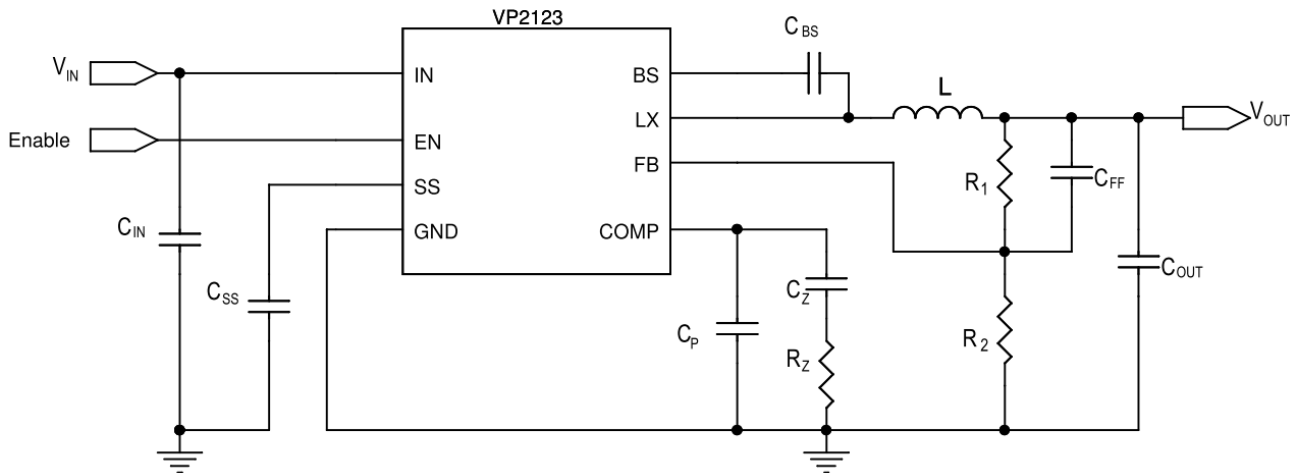 VP2123
C_BS
V_IN
IN
BS
L
LX
V_OUT
Enable
EN
FB
R_1
C_FF
SS
C_IN
GND
COMP
C_OUT
C_SS
C_Z
C_P
R_Z
R_2